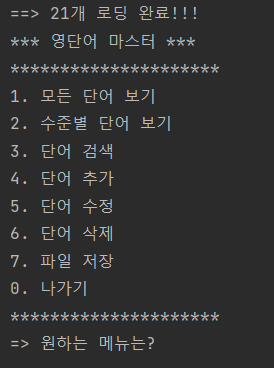 ==> 21개 로딩 완료!!!
*** 영단어 마스터 ***
********************
1. 모든 단어 보기
2. 수준별 단어 보기
3. 단어 검색
4. 단어 추가
5. 단어 수정
6. 단어 삭제
7. 파일 저장
0. 나가기
********************
=> 원하는 메뉴는?